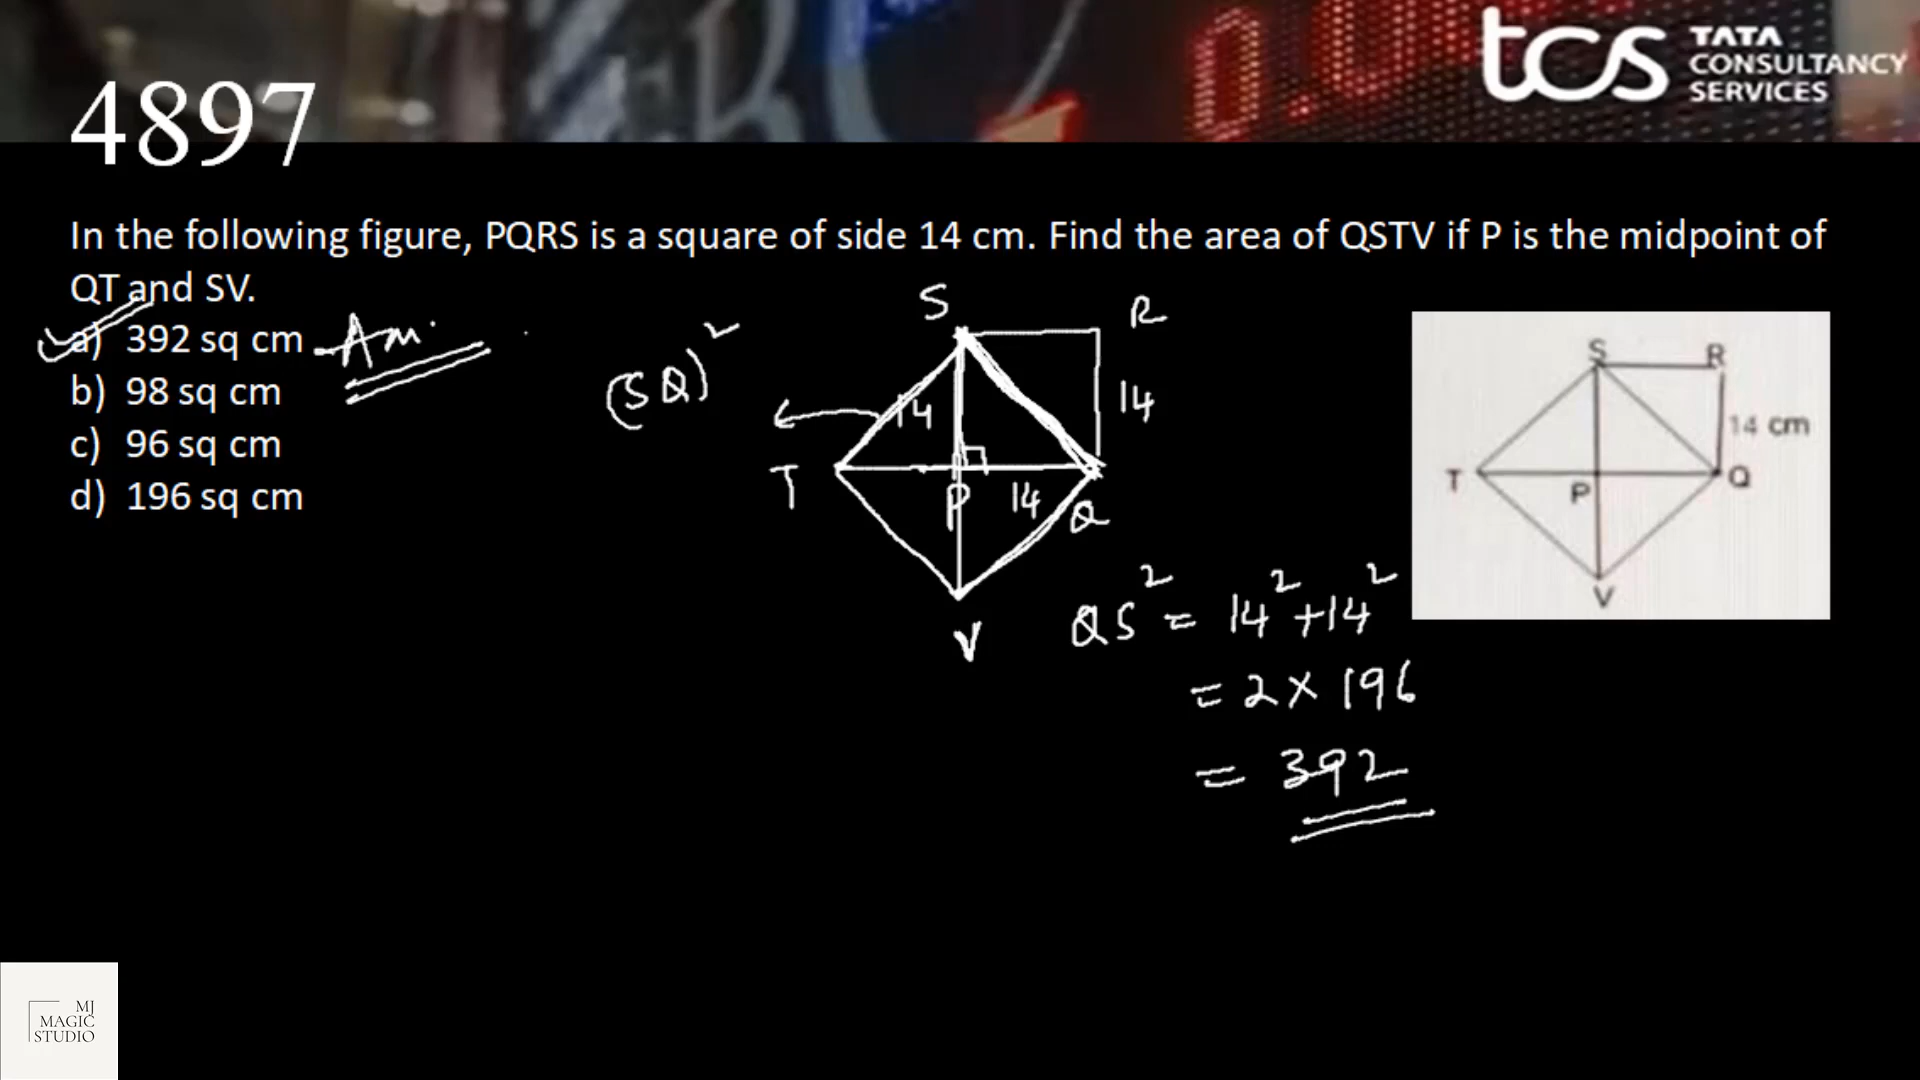 tcs TATA
CONSULTANCY
SERVICES
4897
In the following figure, PQRS is a square of side 14 cm. Find the area of QSTV if P is the midpoint of
QT and SV.
a) 392 sq cm
b) 98 sq cm
c) 96 sq cm
d) 196 sq cm
(SQ)²
S
R
14
14
T
P
14
Q
V
S
R
14 cm
T
P
Q
V
QS² = 14² + 14²
= 2 × 196
= 392
MJ
MAGIC
STUDIO